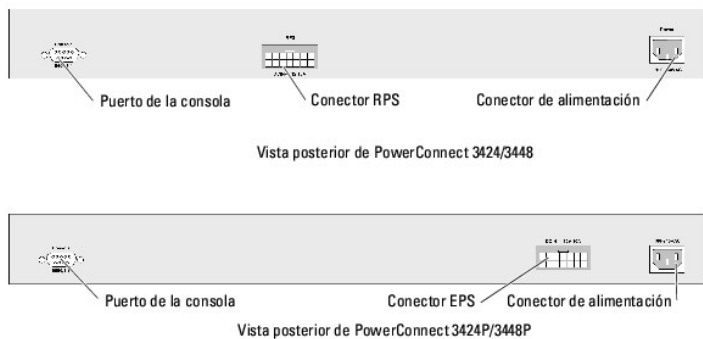 Puerto de la consola
Conector RPS
Conector de alimentación
Vista posterior de PowerConnect 3424/3448
Puerto de la consola
Conector EPS
Conector de alimentación
Vista posterior de PowerConnect 3424P/3448P